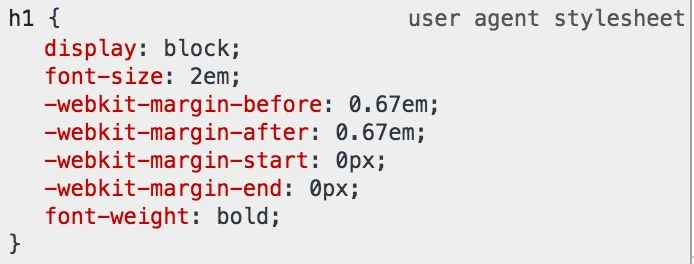 h1 { user agent stylesheet
display: block;
font-size: 2em;
-webkit-margin-before: 0.67em;
-webkit-margin-after: 0.67em;
-webkit-margin-start: 0px;
-webkit-margin-end: 0px;
font-weight: bold;
}